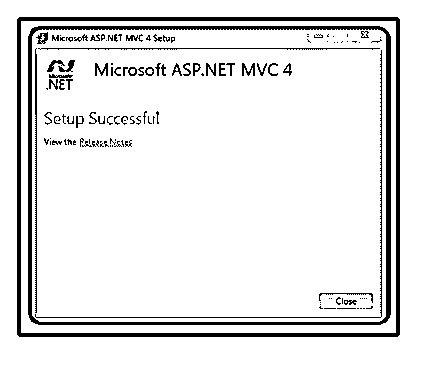 Microsoft ASP.NET MVC 4 Setup
Microsoft
.NET
Microsoft ASP.NET MVC 4
Setup Successful
View the Release Notes
Close